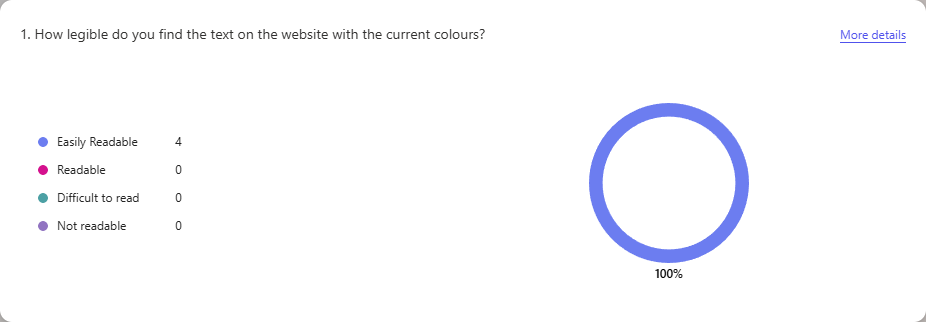 1. How legible do you find the text on the website with the current colours?
More details
Easily Readable 4
Readable 0
Difficult to read 0
Not readable 0
100%